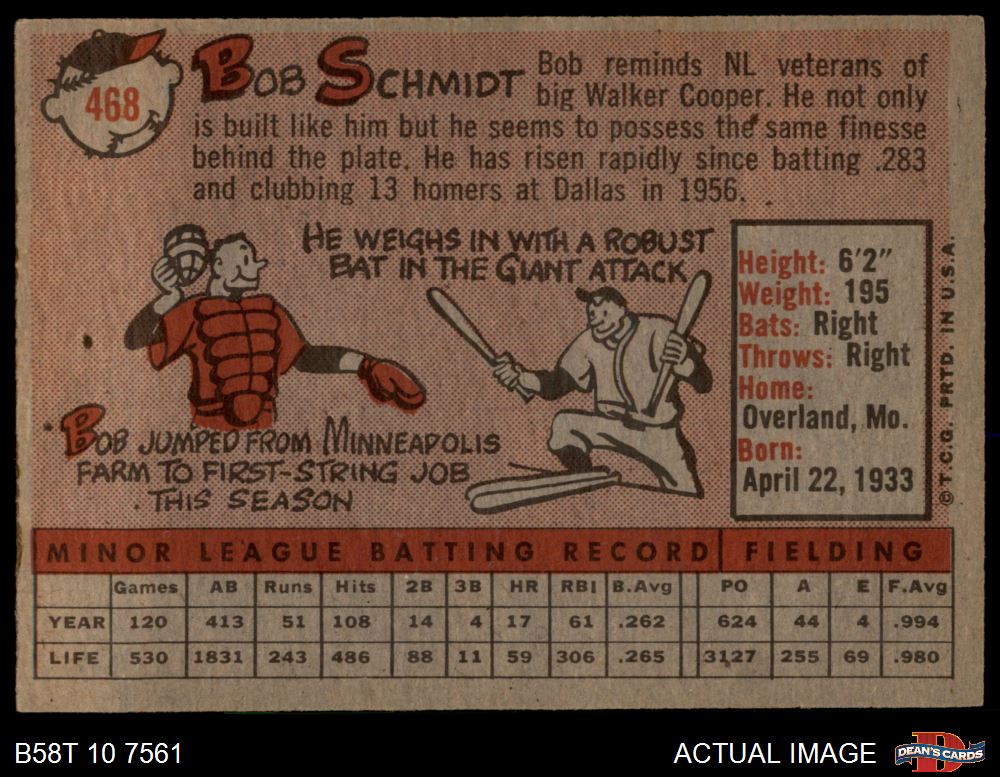 468
BOB SCHMIDT
Bob reminds NL veterans of
big Walker Cooper. He not only
is built like him but he seems to possess the same finesse
behind the plate. He has risen rapidly since batting .283
and clubbing 13 homers at Dallas in 1956.
HE WEIGHS IN WITH A ROBUST
BAT IN THE GIANT ATTACK
BOB JUMPED FROM MINNEAPOLIS
FARM TO FIRST-STRING JOB
THIS SEASON
Height: 6'2"
Weight: 195
Bats: Right
Throws: Right
Home:
Overland, Mo.
Born:
April 22, 1933
© T.C.G. PRTD. IN U.S.A.
MINOR LEAGUE BATTING RECORD FIELDING
Games AB Runs Hits 2B 3B HR RBI B.Avg PO A E F.Avg
YEAR 120 413 51 108 14 4 17 61 .262 624 44 4 .994
LIFE 530 1831 243 486 88 11 59 306 .265 3127 255 69 .980
B58T 10 7561
ACTUAL IMAGE
DEAN'S CARDS